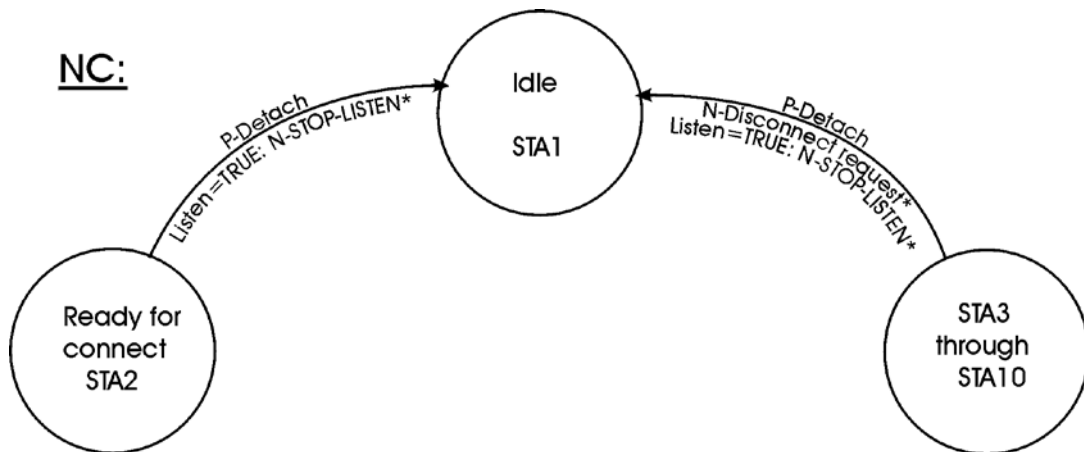 NC:
P-Detach
Listen=TRUE: N-STOP-LISTEN*
Idle
STA1
P-Detach
N-Disconnect request*
Listen=TRUE: N-STOP-LISTEN*
Ready for
connect
STA2
STA3
through
STA10